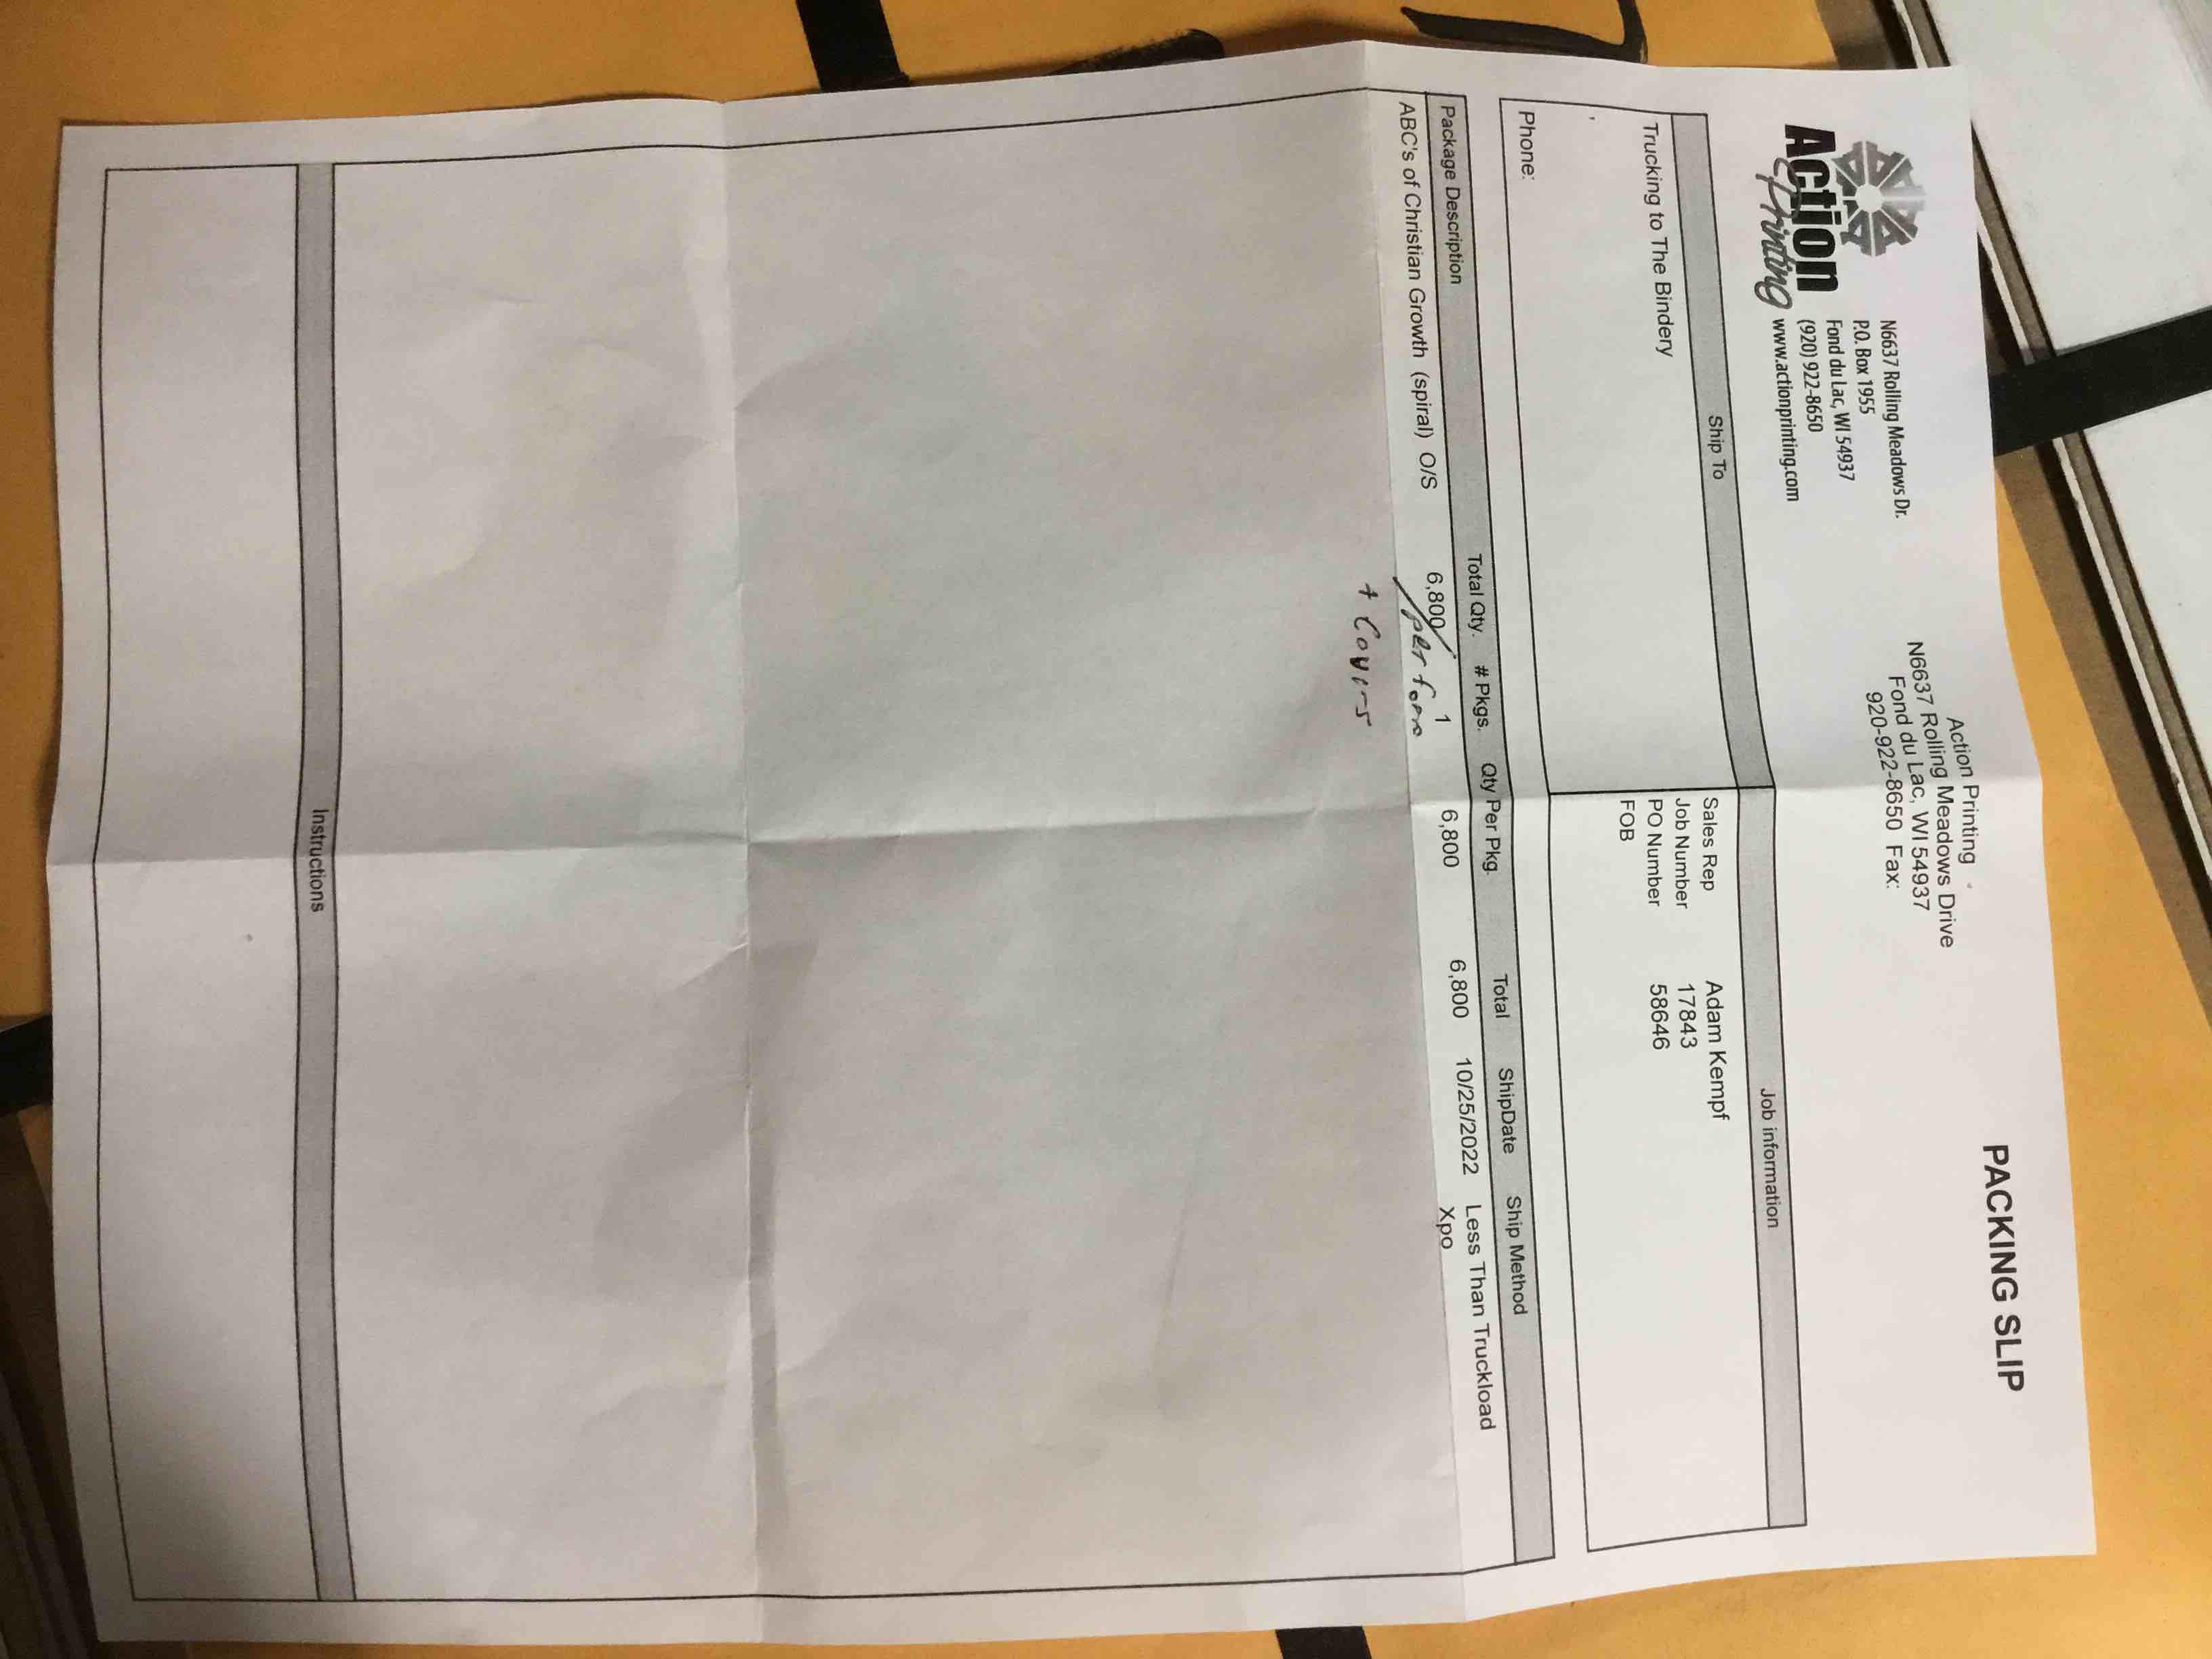 Action
Printing
N6637 Rolling Meadows Dr.
P.O. Box 1955
Fond du Lac, WI 54937
(920) 922-8650
www.actionprinting.com
Action Printing
N6637 Rolling Meadows Drive
Fond du Lac, WI 54937
920-922-8650 Fax:
PACKING SLIP
Ship To
Trucking to The Bindery
,
Phone:
Job information
Sales Rep Adam Kempf
Job Number 17843
PO Number 58646
FOB
Package Description Total Qty. # Pkgs. Qty Per Pkg. Total ShipDate Ship Method
ABC's of Christian Growth (spiral) O/S 6,800 1 6,800 6,800 10/25/2022 Less Than Truckload
Xpo
per form
+ Covers
Instructions